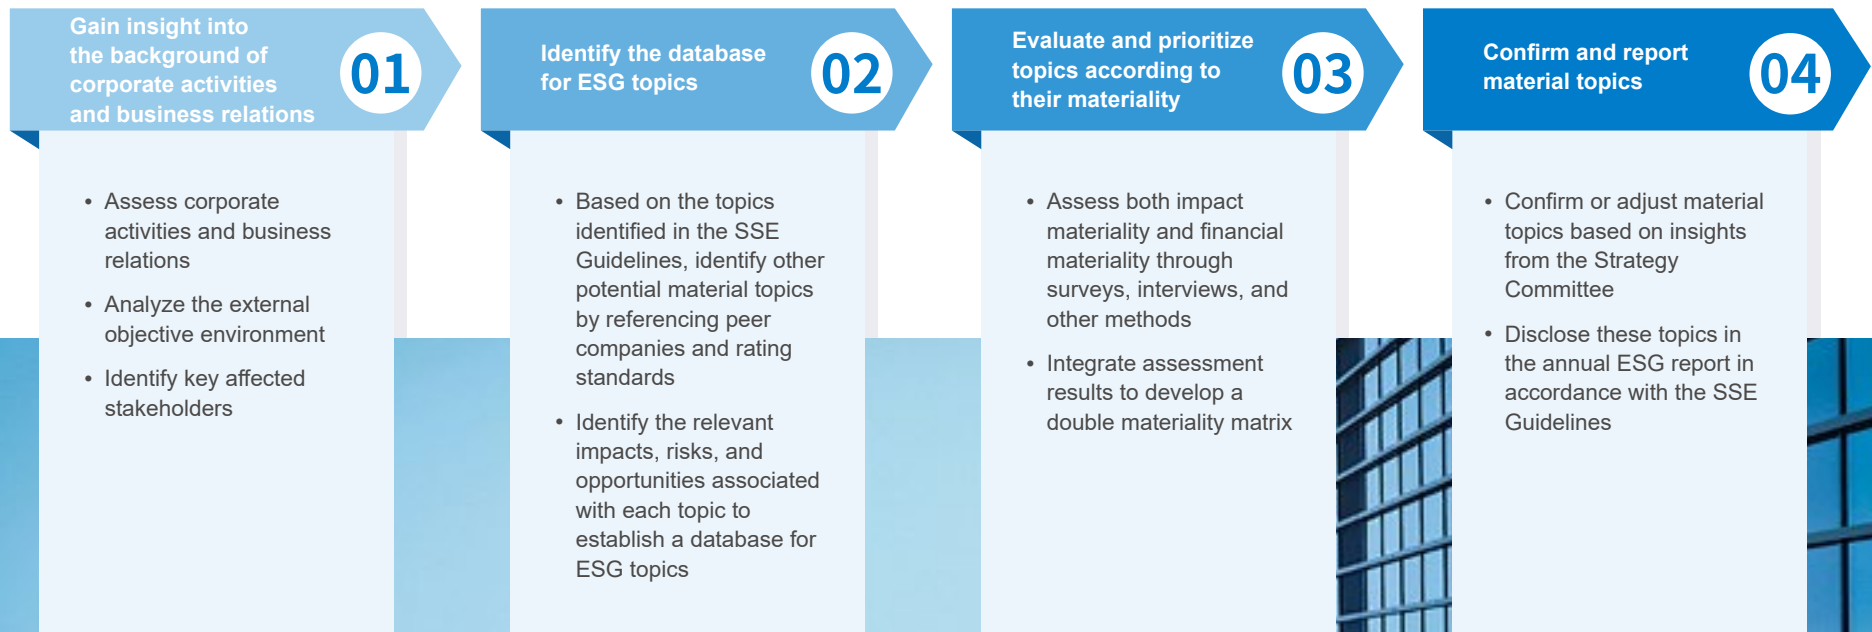 Gain insight into
the background of
corporate activities
and business relations
01
• Assess corporate
activities and business
relations
• Analyze the external
objective environment
• Identify key affected
stakeholders
Identify the database
for ESG topics
02
• Based on the topics
identified in the SSE
Guidelines, identify other
potential material topics
by referencing peer
companies and rating
standards
• Identify the relevant
impacts, risks, and
opportunities associated
with each topic to
establish a database for
ESG topics
Evaluate and prioritize
topics according to
their materiality
03
• Assess both impact
materiality and financial
materiality through
surveys, interviews, and
other methods
• Integrate assessment
results to develop a
double materiality matrix
Confirm and report
material topics
04
• Confirm or adjust material
topics based on insights
from the Strategy
Committee
• Disclose these topics in
the annual ESG report in
accordance with the SSE
Guidelines